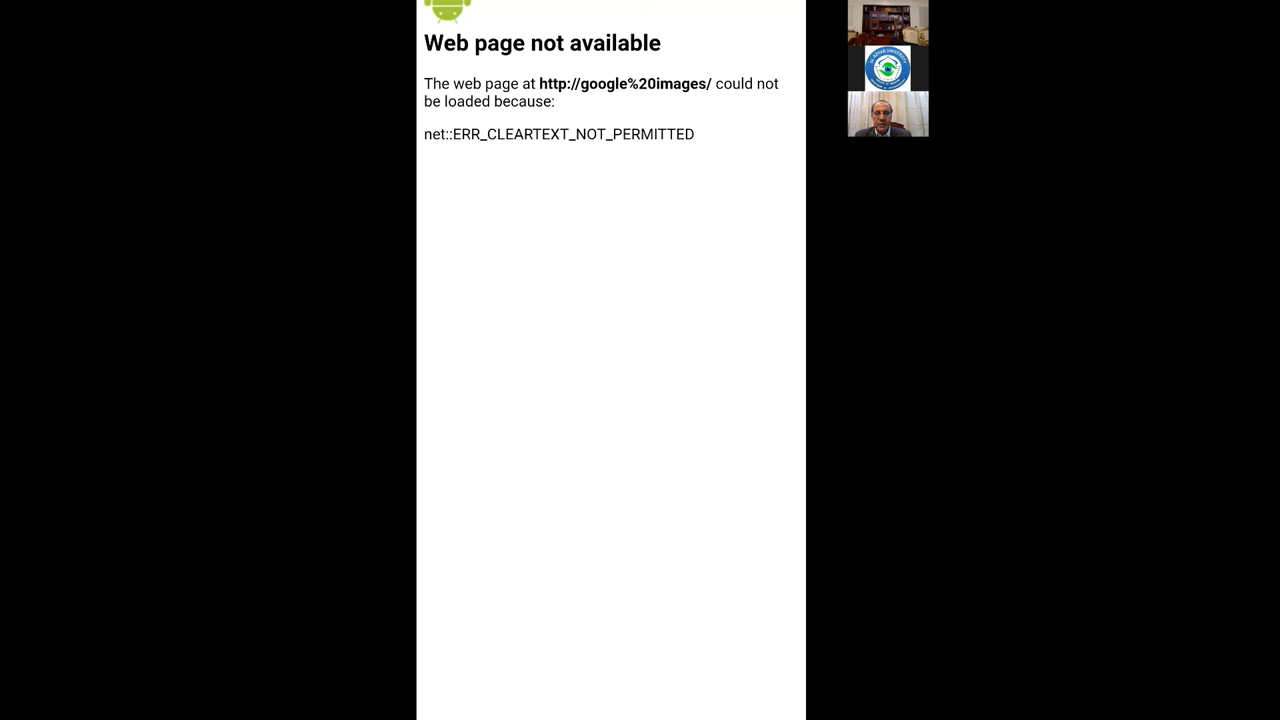 Web page not available
The web page at http://google%20images/ could not
be loaded because:
net::ERR_CLEARTEXT_NOT_PERMITTED